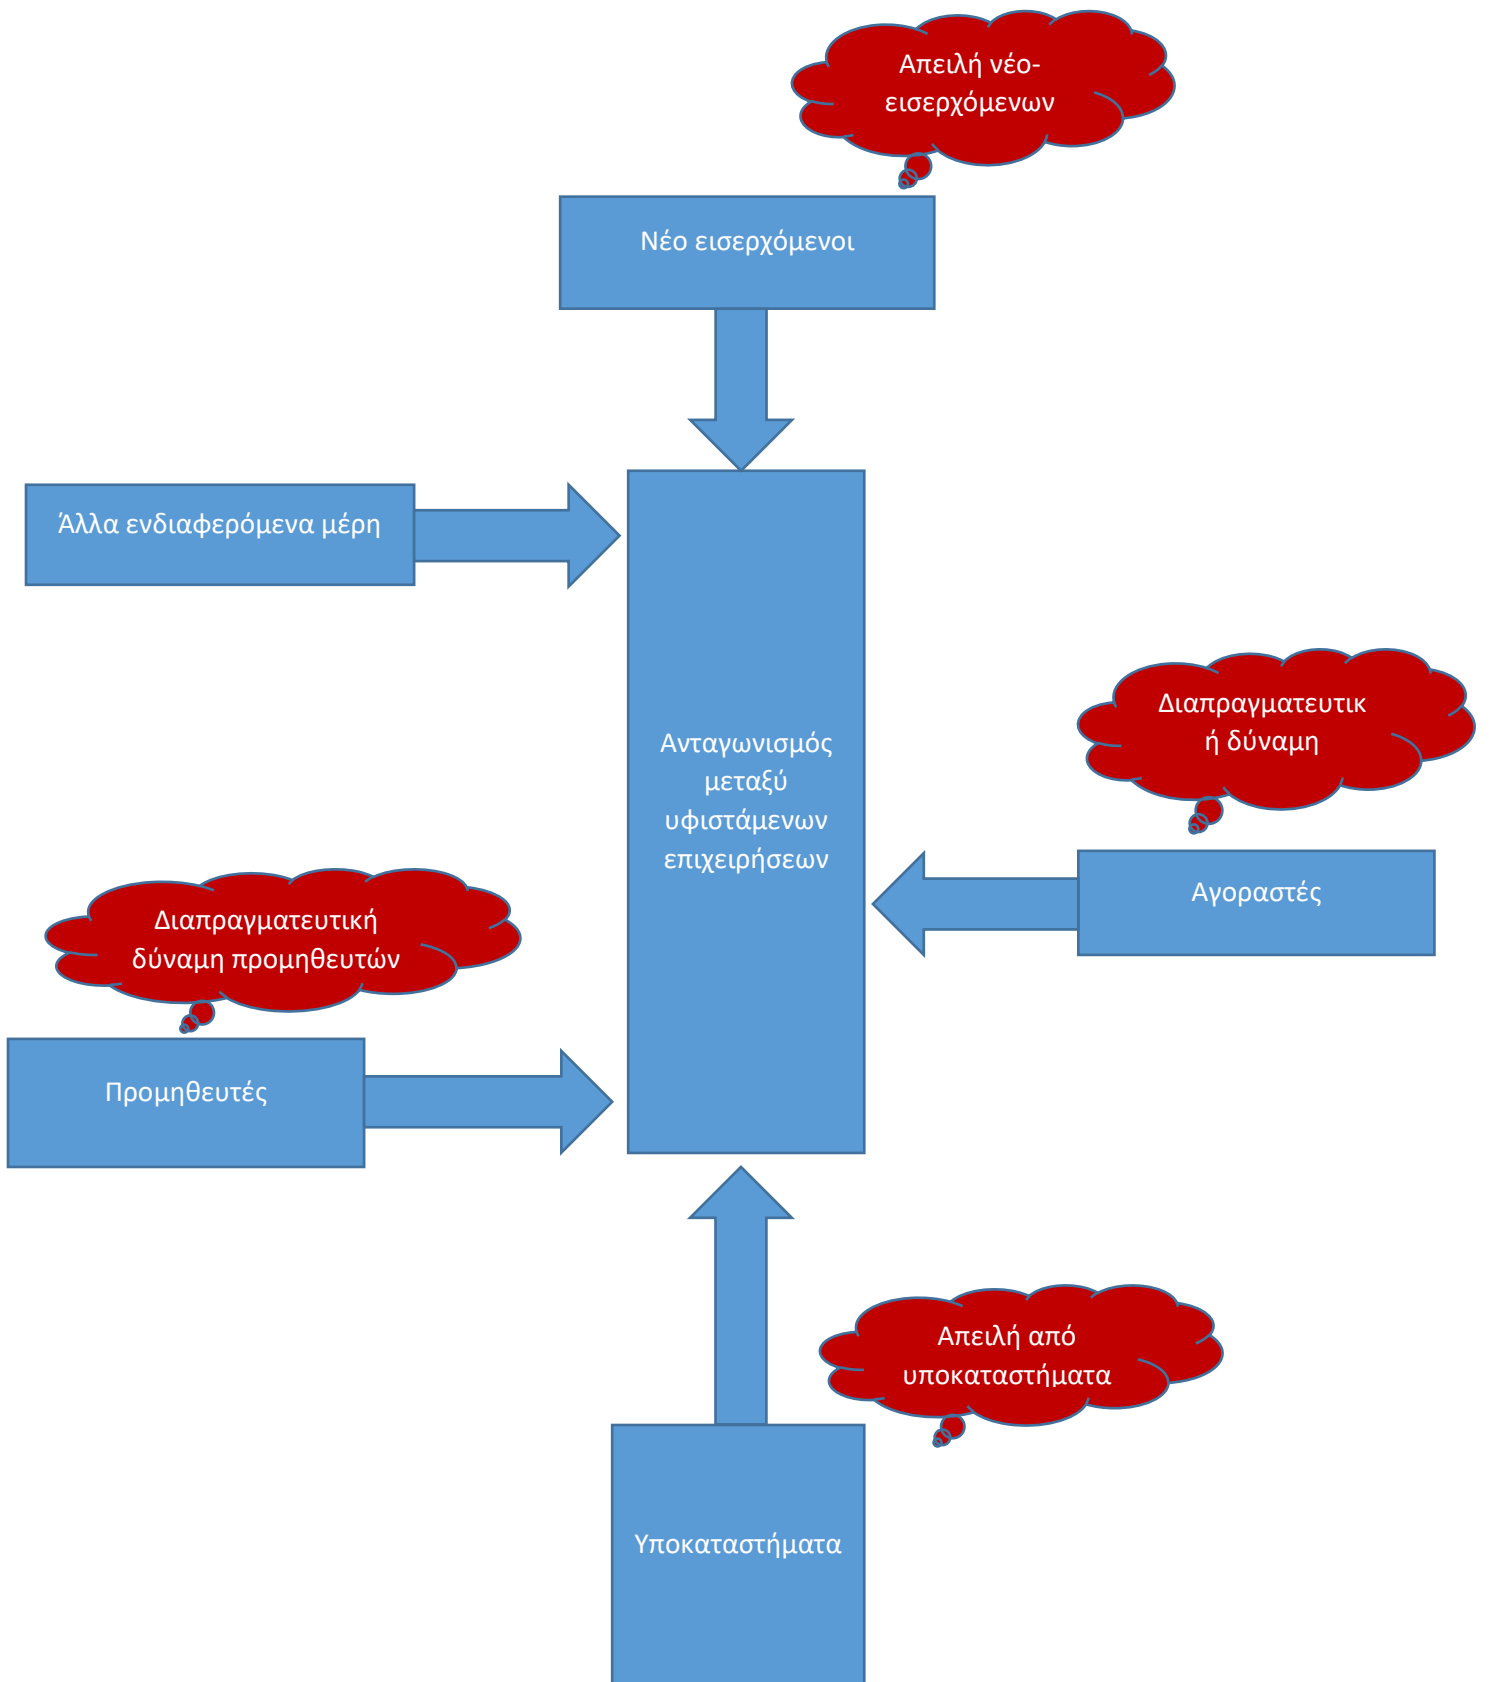 Απειλή νέο-
εισερχόμενων
Νέο εισερχόμενοι
Άλλα ενδιαφερόμενα μέρη
Διαπραγματευτικ
ή δύναμη
Ανταγωνισμός
μεταξύ
υφιστάμενων
επιχειρήσεων
Αγοραστές
Διαπραγματευτική
δύναμη προμηθευτών
Προμηθευτές
Απειλή από
υποκαταστήματα
Υποκαταστήματα